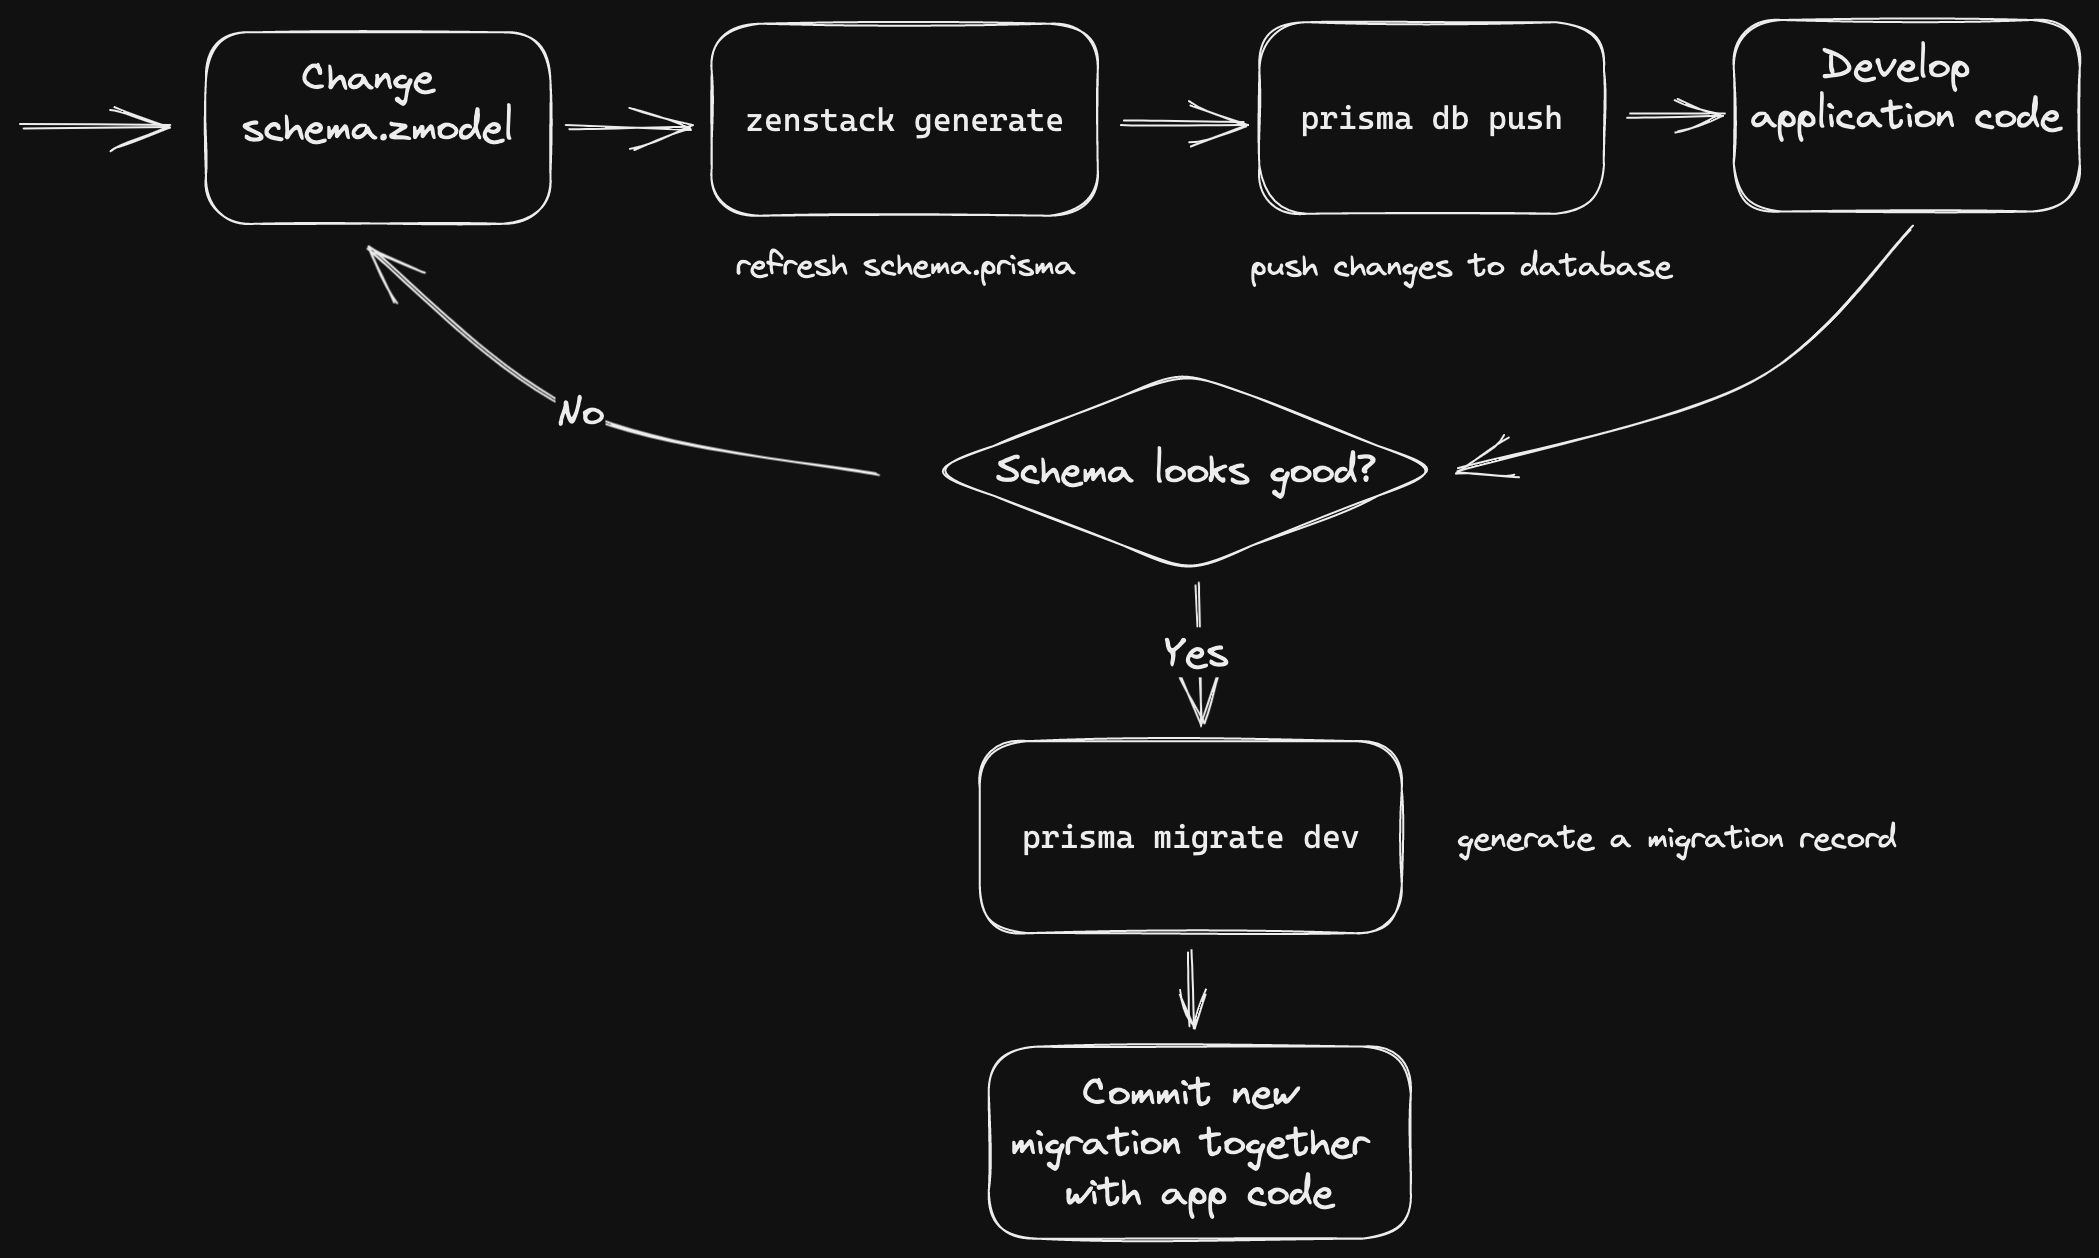 Change
schema.zmodel
zenstack generate
refresh schema.prisma
prisma db push
push changes to database
Develop
application code
No
Schema looks good?
Yes
prisma migrate dev
generate a migration record
Commit new
migration together
with app code